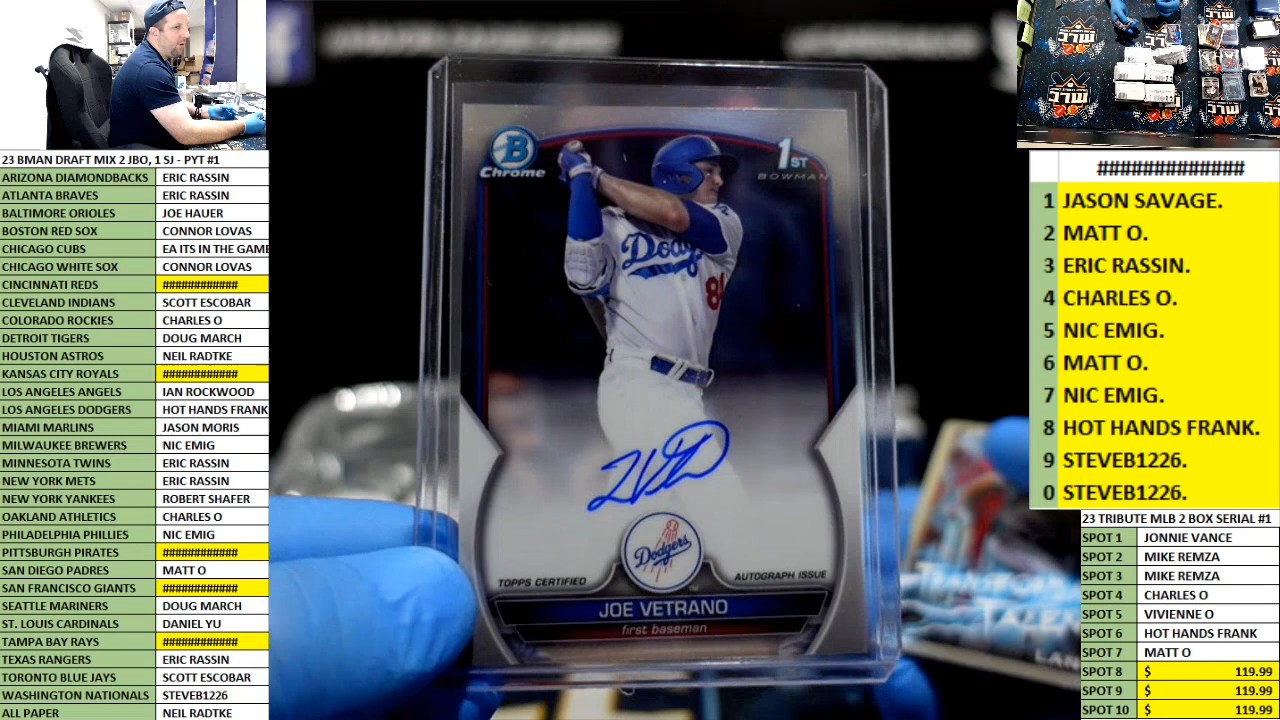 23 BMAN DRAFT MIX 2 JBO, 1 SJ - PYT #1
ARIZONA DIAMONDBACKS ERIC RASSIN
ATLANTA BRAVES ERIC RASSIN
BALTIMORE ORIOLES JOE HAUER
BOSTON RED SOX CONNOR LOVAS
CHICAGO CUBS EA ITS IN THE GAME
CHICAGO WHITE SOX CONNOR LOVAS
CINCINNATI REDS ############
CLEVELAND INDIANS SCOTT ESCOBAR
COLORADO ROCKIES CHARLES O
DETROIT TIGERS DOUG MARCH
HOUSTON ASTROS NEIL RADTKE
KANSAS CITY ROYALS ############
LOS ANGELES ANGELS IAN ROCKWOOD
LOS ANGELES DODGERS HOT HANDS FRANK
MIAMI MARLINS JASON MORIS
MILWAUKEE BREWERS NIC EMIG
MINNESOTA TWINS ERIC RASSIN
NEW YORK METS ERIC RASSIN
NEW YORK YANKEES ROBERT SHAFER
OAKLAND ATHLETICS CHARLES O
PHILADELPHIA PHILLIES NIC EMIG
PITTSBURGH PIRATES ############
SAN DIEGO PADRES MATT O
SAN FRANCISCO GIANTS ############
SEATTLE MARINERS DOUG MARCH
ST. LOUIS CARDINALS DANIEL YU
TAMPA BAY RAYS ############
TEXAS RANGERS ERIC RASSIN
TORONTO BLUE JAYS SCOTT ESCOBAR
WASHINGTON NATIONALS STEVEB1226
ALL PAPER NEIL RADTKE
B
Chrome
1ST
BOWMAN
Dodgers
TOPPS CERTIFIED
AUTOGRAPH ISSUE
JOE VETRANO
first baseman
##############
1 JASON SAVAGE.
2 MATT O.
3 ERIC RASSIN.
4 CHARLES O.
5 NIC EMIG.
6 MATT O.
7 NIC EMIG.
8 HOT HANDS FRANK.
9 STEVEB1226.
0 STEVEB1226.
23 TRIBUTE MLB 2 BOX SERIAL #1
SPOT 1 JONNIE VANCE
SPOT 2 MIKE REMZA
SPOT 3 MIKE REMZA
SPOT 4 CHARLES O
SPOT 5 VIVIENNE O
SPOT 6 HOT HANDS FRANK
SPOT 7 MATT O
SPOT 8 $ 119.99
SPOT 9 $ 119.99
SPOT 10 $ 119.99